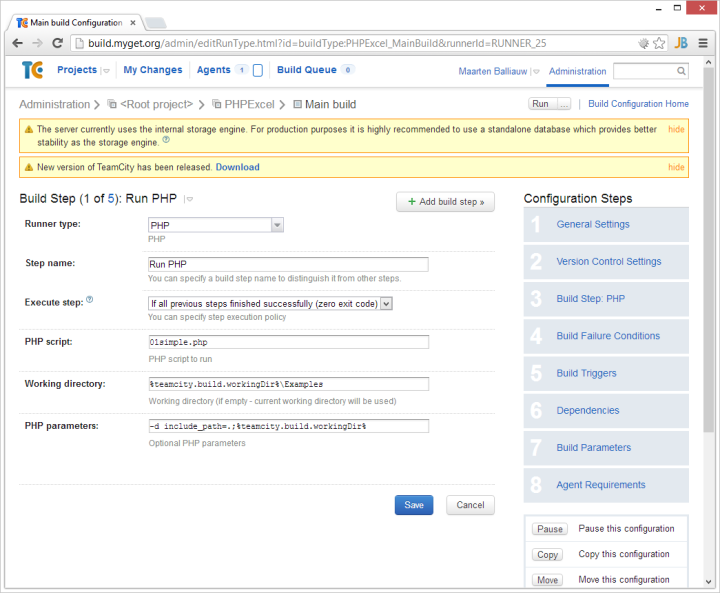 Main build Configuration
build.myget.org/admin/editRunType.html?id=buildType:PHPExcel_MainBuild&runnerId=RUNNER_25
TC Projects My Changes Agents 1 Build Queue 0 Maarten Balliauw Administration
Administration > <Root project> > PHPExcel > Main build Run ... Build Configuration Home
The server currently uses the internal storage engine. For production purposes it is highly recommended to use a standalone database which provides better hide
stability as the storage engine. ?
New version of TeamCity has been released. Download hide
Build Step (1 of 5): Run PHP + Add build step »
Runner type: PHP
PHP
Step name: Run PHP
You can specify a build step name to distinguish it from other steps.
Execute step: ? If all previous steps finished successfully (zero exit code)
You can specify step execution policy
PHP script: 01simple.php
PHP script to run
Working directory: %teamcity.build.workingDir%\Examples
Working directory (if empty - current working directory will be used)
PHP parameters: -d include_path=.;%teamcity.build.workingDir%
Optional PHP parameters
Save Cancel
Configuration Steps
1 General Settings
2 Version Control Settings
3 Build Step: PHP
4 Build Failure Conditions
5 Build Triggers
6 Dependencies
7 Build Parameters
8 Agent Requirements
Pause Pause this configuration
Copy Copy this configuration
Move Move this configuration